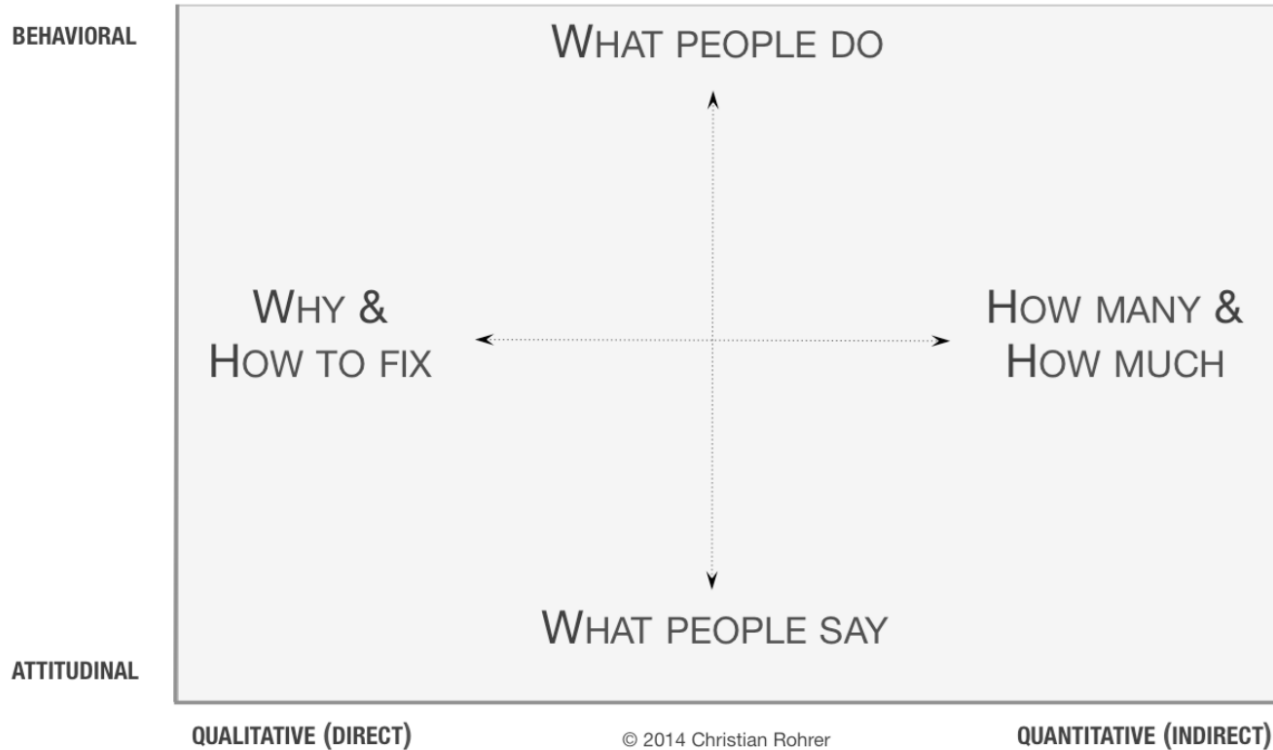 BEHAVIORAL
WHAT PEOPLE DO
WHY &
HOW TO FIX
HOW MANY &
HOW MUCH
WHAT PEOPLE SAY
ATTITUDINAL
QUALITATIVE (DIRECT)
© 2014 Christian Rohrer
QUANTITATIVE (INDIRECT)